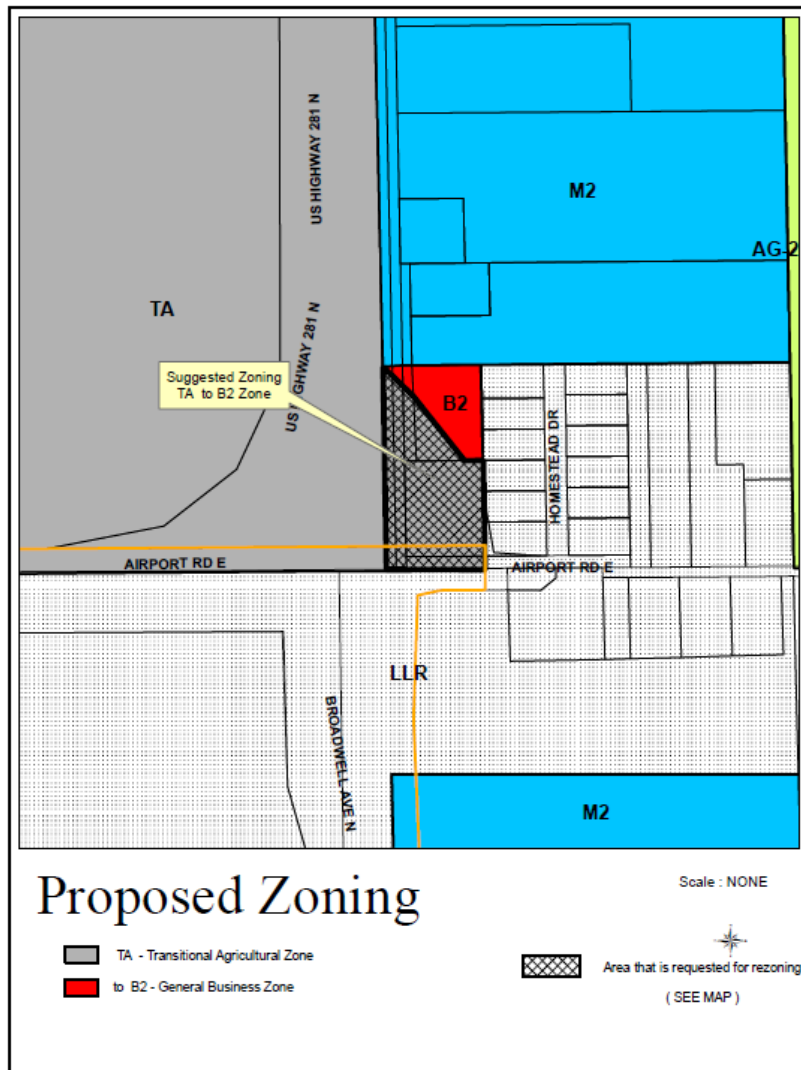 US HIGHWAY 281 N
M2
AG-2
TA
US HIGHWAY 281 N
Suggested Zoning
TA to B2 Zone
B2
HOMESTEAD DR
AIRPORT RD E
AIRPORT RD E
LLR
BROADWELL AVE N
M2
Proposed Zoning
Scale : NONE
TA - Transitional Agricultural Zone
to B2 - General Business Zone
Area that is requested for rezoning
( SEE MAP )